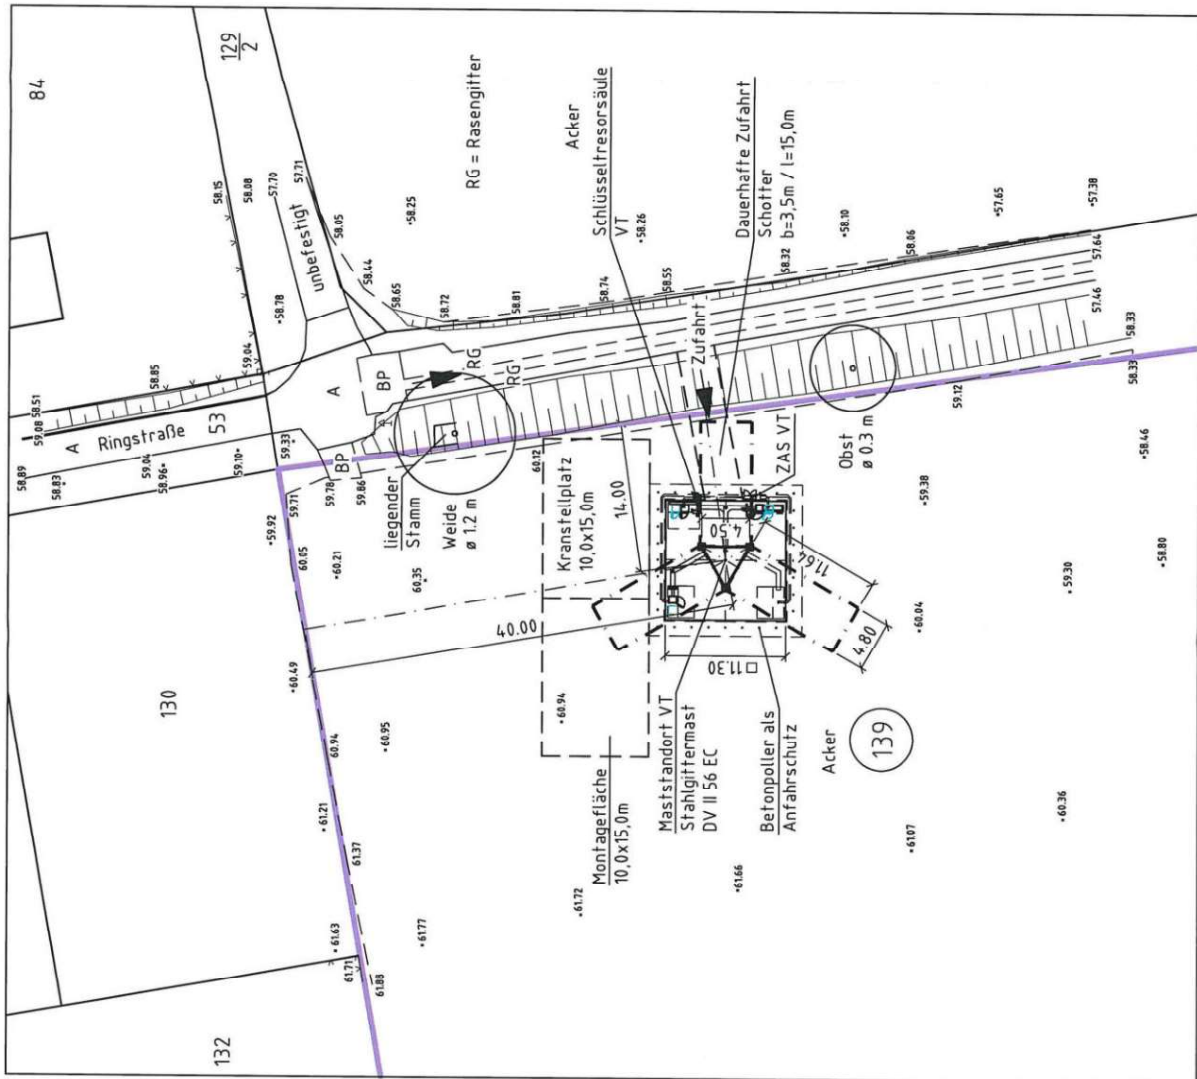 84
129
2
130
132
53
139
A
Ringstraße
A
A
BP
BP
RG
RG
unbefestigt
RG = Rasengitter
Acker
Schlüsseltresorsäule
VT
Dauerhafte Zufahrt
Schotter
b=3,5m / l=15,0m
Zufahrt
ZAS VT
Obst
ø 0.3 m
liegender
Stamm
Weide
ø 1.2 m
Kranstellplatz
10,0x15,0m
Montagefläche
10,0x15,0m
Maststandort VT
Stahlgittermast
DV II 56 EC
Betonpoller als
Anfahrschutz
Acker
14.00
40.00
4.50
11.64
4.80
□11.30
58.51
59.08
58.89
58.83
58.96
59.04
59.10
58.85
59.04
58.15
58.08
57.70
57.71
58.78
58.05
58.25
58.44
58.65
58.72
58.81
58.74
58.55
58.26
58.32
58.10
58.06
57.65
57.38
57.64
57.46
58.33
58.33
59.12
58.46
59.38
58.80
59.30
60.04
60.36
61.07
61.66
61.72
61.77
60.94
60.95
60.35
60.21
60.12
59.33
59.78
59.86
59.71
59.92
60.05
60.49
60.94
61.21
61.37
61.63
61.71
61.88